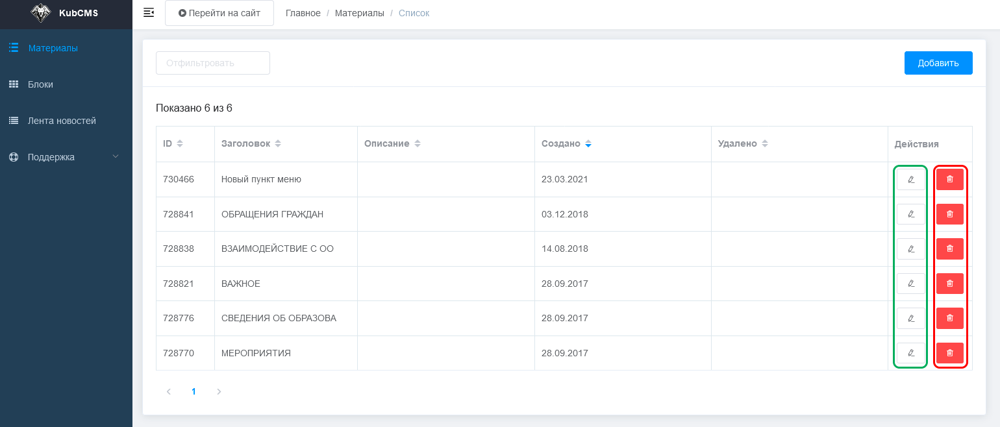 KubCMS
Перейти на сайт
Главное / Материалы / Список
Материалы
Блоки
Лента новостей
Поддержка
Отфильтровать
Добавить
Показано 6 из 6
ID Заголовок Описание Создано Удалено Действия
730466 Новый пункт меню 23.03.2021
728841 ОБРАЩЕНИЯ ГРАЖДАН 03.12.2018
728838 ВЗАИМОДЕЙСТВИЕ С ОО 14.08.2018
728821 ВАЖНОЕ 28.09.2017
728776 СВЕДЕНИЯ ОБ ОБРАЗОВА 28.09.2017
728770 МЕРОПРИЯТИЯ 28.09.2017
1